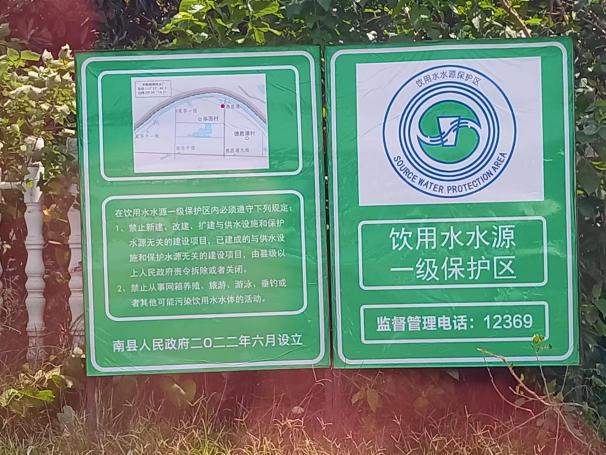 华西村
德胜港村
在饮用水水源一级保护区内必须遵守下列规定:
1、禁止新建、改建、扩建与供水设施和保护
水源无关的建设项目,已建成的与供水设
施和保护水源无关的建设项目,由县级以
上人民政府责令拆除或者关闭。
2、禁止从事网箱养殖、旅游、游泳、垂钓或
者其他可能污染饮用水水体的活动。
南县人民政府二〇二二年六月设立
饮用水水源保护区
SOURCE WATER PROTECTION AREA
饮用水水源
一级保护区
监督管理电话:12369